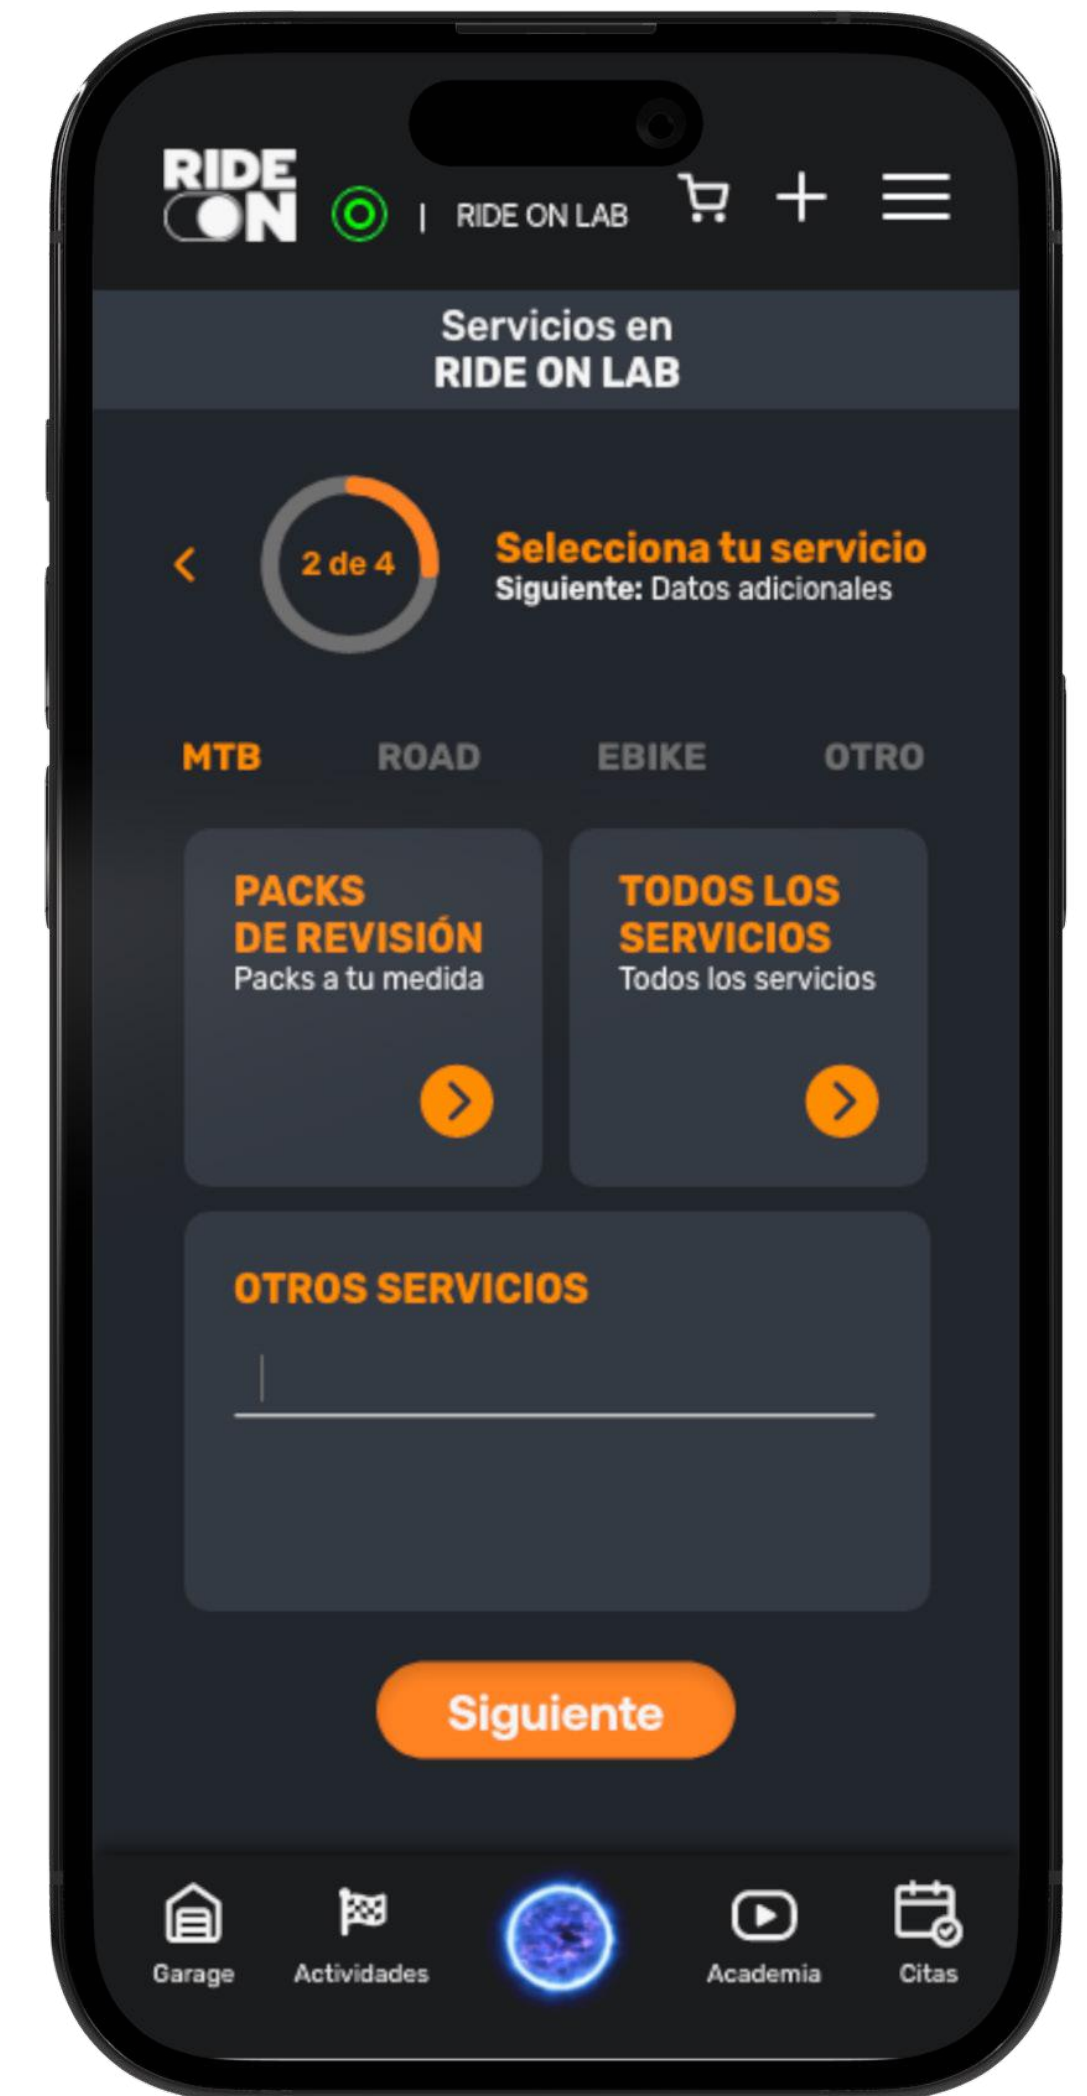 RIDE
ON
| RIDE ON LAB
Servicios en
RIDE ON LAB
2 de 4
Selecciona tu servicio
Siguiente: Datos adicionales
MTB ROAD EBIKE OTRO
PACKS
DE REVISIÓN
Packs a tu medida
TODOS LOS
SERVICIOS
Todos los servicios
OTROS SERVICIOS
Siguiente
Garage Actividades Academia Citas